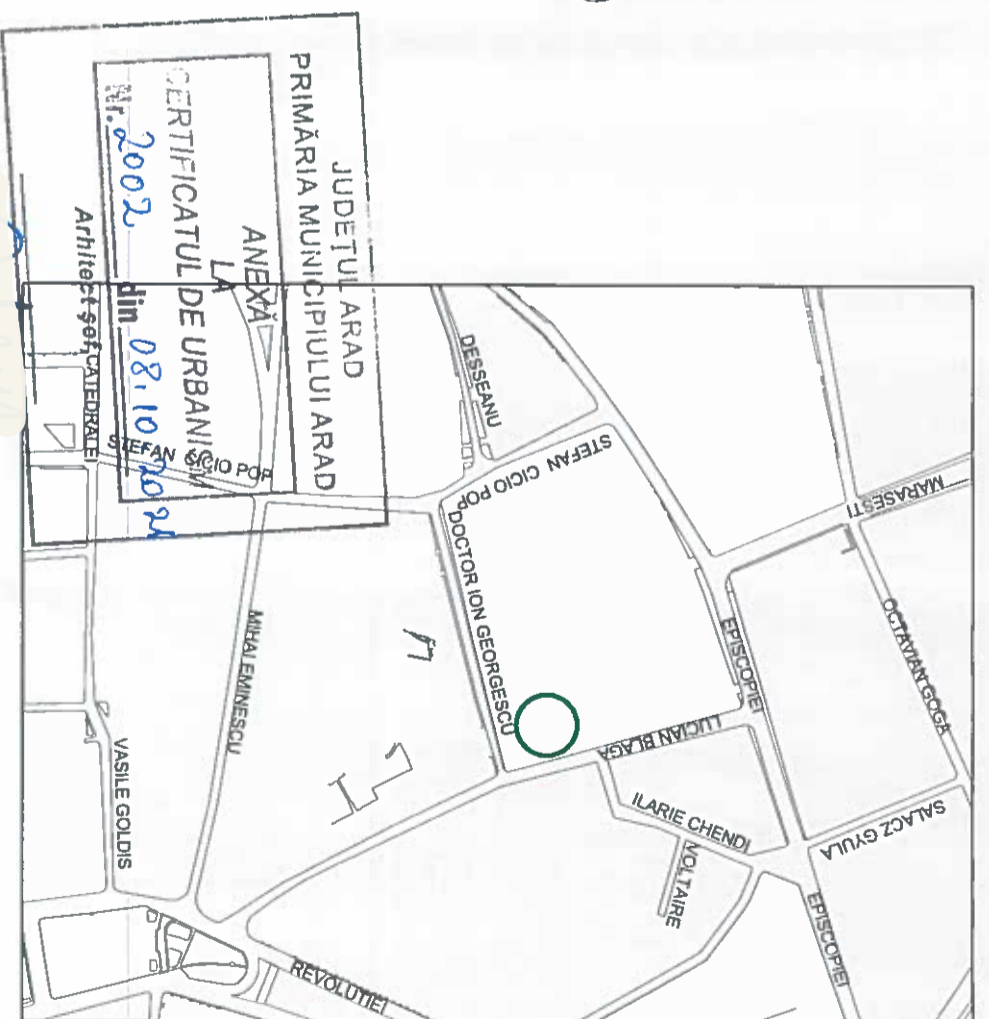 JUDEȚUL ARAD
PRIMĂRIA MUNICIPIULUI ARAD
ANEXĂ
LA
CERTIFICATUL DE URBANISM
Nr. 2002 din 08.10.2021
Arhitect șef,
CATEDRALEI
STEFAN CICIO POP
DESSEANU
STEFAN CICIO POP
DOCTOR ION GEORGESCU
MIHAI EMINESCU
VASILE GOLDIS
REVOLUTIEI
LUCIAN BLAGA
EPISCOPIEI
MARASESTI
OCTAVIAN GOGA
SALACZ GYULA
ILARIE CHENDI
VOLTAIRE
EPISCOPIEI